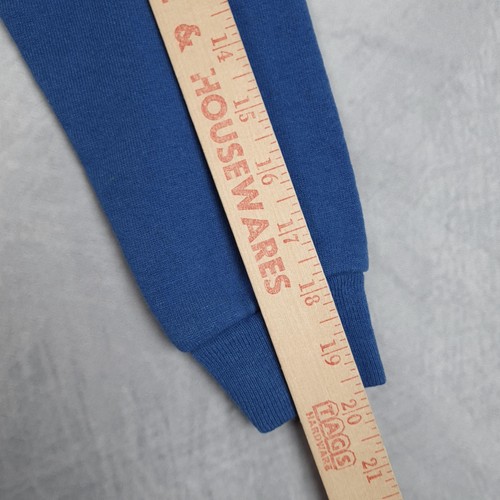 & HOUSEWARES
14 15 16 17 18 19 20 21
TAGS
HARDWARE